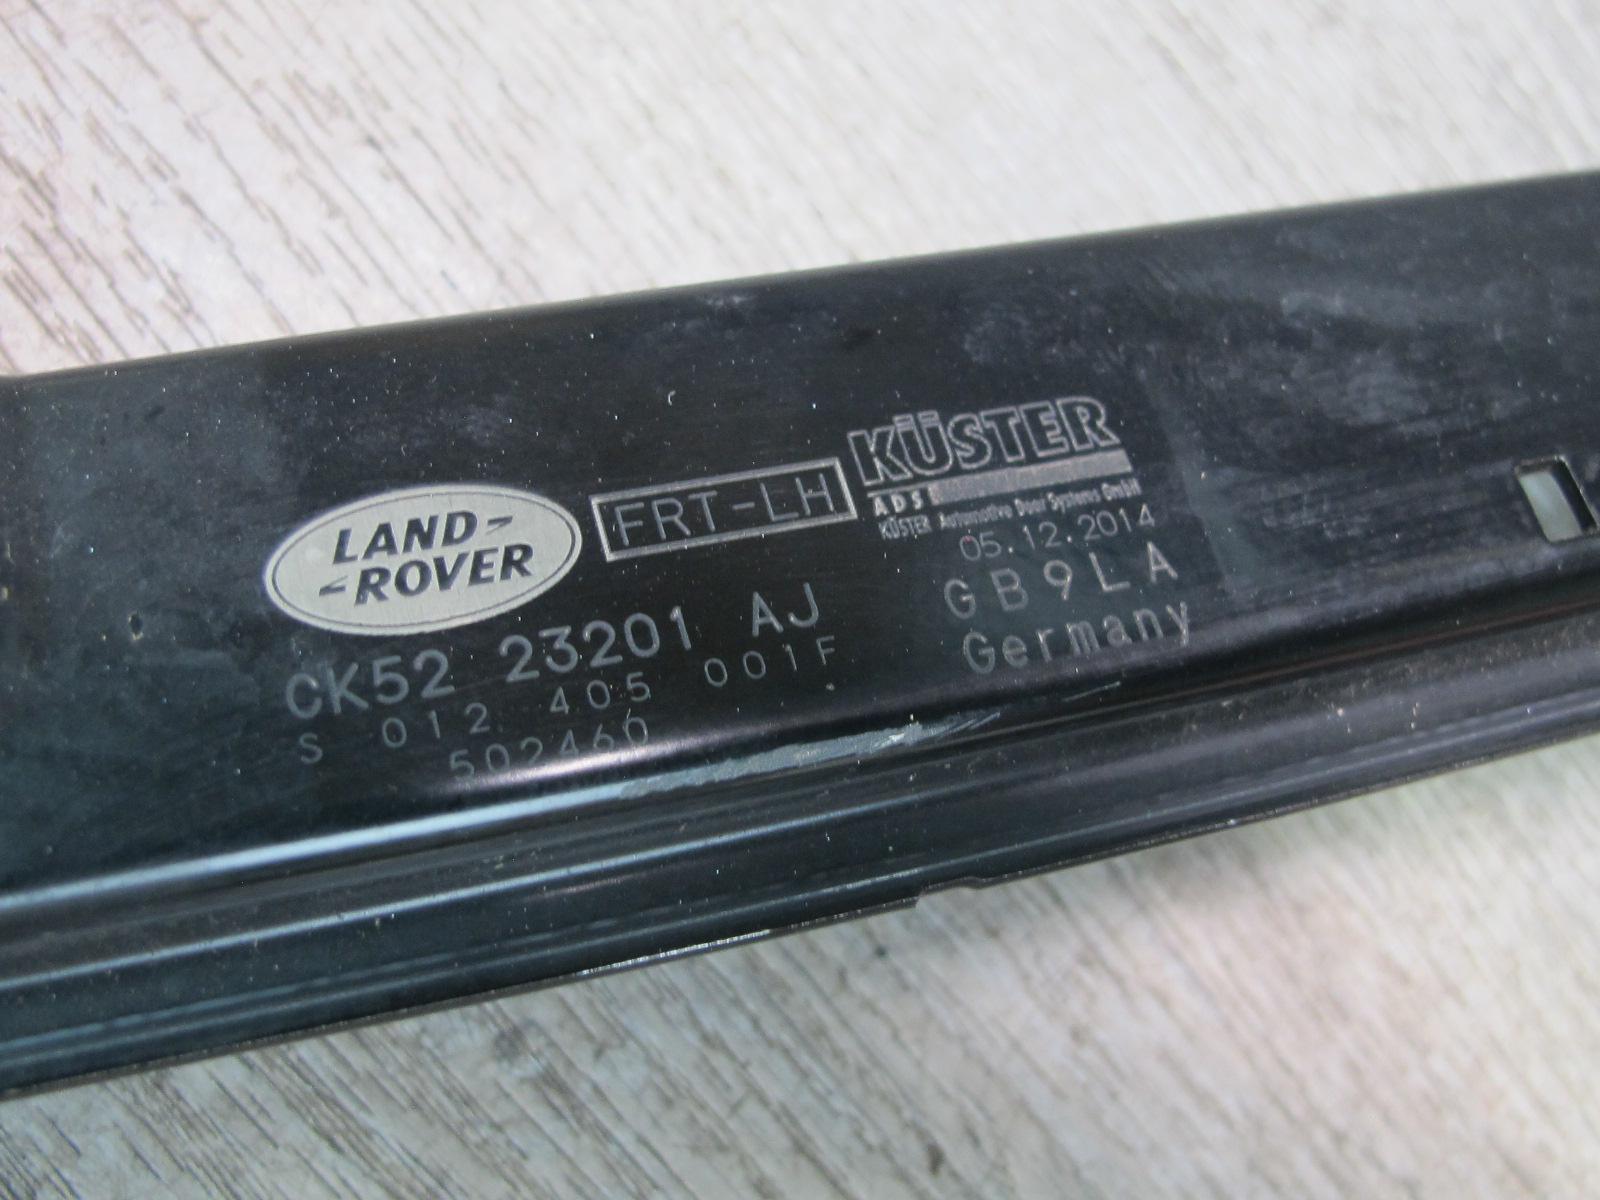 LAND
ROVER
FRT-LH
KÜSTER
ADS
KÜSTER Automotive Door Systems GmbH
05.12.2014
GB9LA
Germany
CK52 23201 AJ
S 012 405 001F
502460